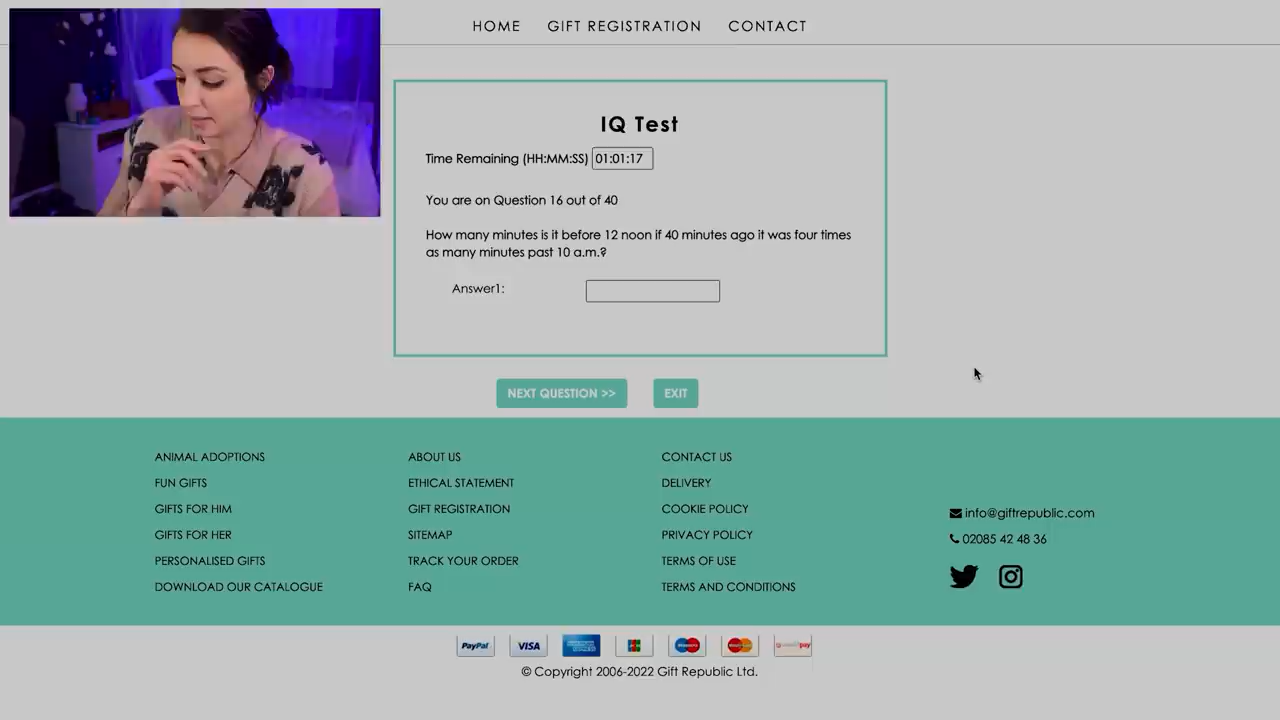 HOME GIFT REGISTRATION CONTACT
IQ Test
Time Remaining (HH:MM:SS) 01:01:17
You are on Question 16 out of 40
How many minutes is it before 12 noon if 40 minutes ago it was four times
as many minutes past 10 a.m.?
Answer1:
NEXT QUESTION >> EXIT
ANIMAL ADOPTIONS
FUN GIFTS
GIFTS FOR HIM
GIFTS FOR HER
PERSONALISED GIFTS
DOWNLOAD OUR CATALOGUE
ABOUT US
ETHICAL STATEMENT
GIFT REGISTRATION
SITEMAP
TRACK YOUR ORDER
FAQ
CONTACT US
DELIVERY
COOKIE POLICY
PRIVACY POLICY
TERMS OF USE
TERMS AND CONDITIONS
info@giftrepublic.com
02085 42 48 36
PayPal VISA JCB
© Copyright 2006-2022 Gift Republic Ltd.